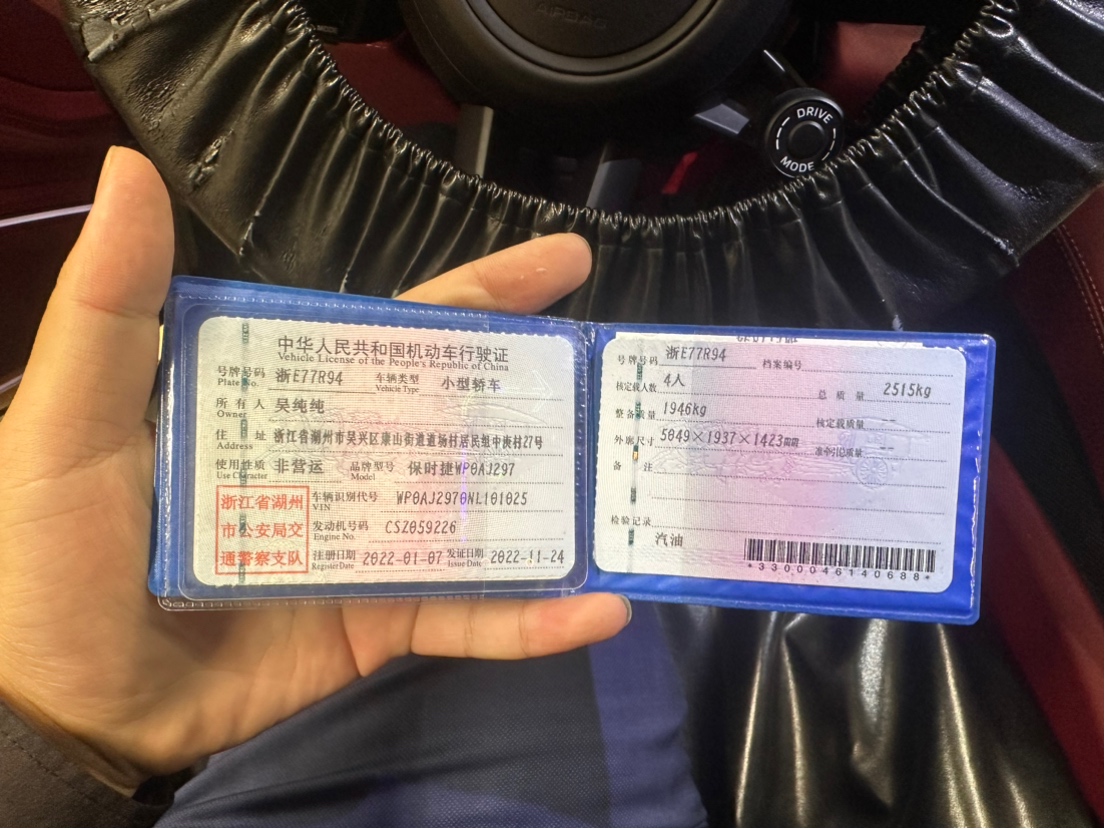 AIRBAG
DRIVE
MODE
中华人民共和国机动车行驶证
Vehicle License of the People's Republic of China
号牌号码 浙E77R94 车辆类型 小型轿车
Plate No. Vehicle Type
所有人 吴纯纯
Owner
住址 浙江省湖州市吴兴区康山街道道场村居民组中庚村27号
Address
使用性质 非营运 品牌型号 保时捷WP0AJ297
Use Character Model
浙江省湖州
市公安局交
通警察支队
车辆识别代号 WP0AJ2970NL101025
VIN
发动机号码 CSZ059226
Engine No.
注册日期 2022-01-07 发证日期 2022-11-24
Register Date Issue Date
号牌号码 浙E77R94 档案编号
核定载人数 4人 总质量 2515kg
整备质量 1946kg 核定载质量 --
外廓尺寸 5049×1937×1423mm 准牵引总质量 --
备注
检验记录
汽油
*3300046140688*